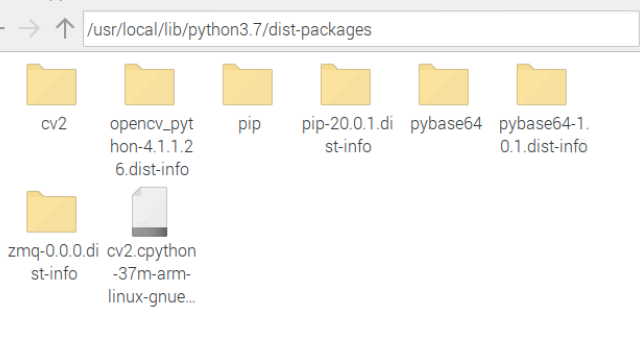 /usr/local/lib/python3.7/dist-packages
cv2
opencv_pyt
hon-4.1.1.2
6.dist-info
pip
pip-20.0.1.di
st-info
pybase64
pybase64-1.
0.1.dist-info
zmq-0.0.0.di
st-info
cv2.cpython
-37m-arm-
linux-gnue...